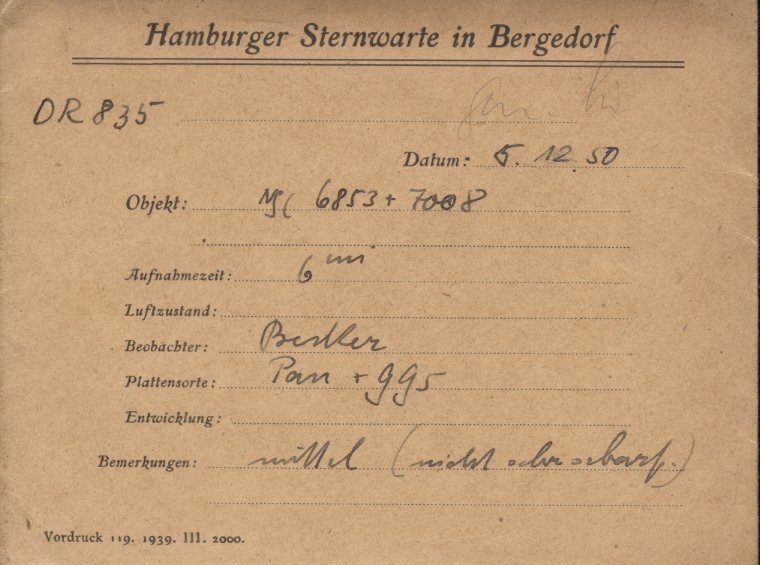 Hamburger Sternwarte in Bergedorf
DR 835
Datum: 5. 12. 50
Objekt: NGC 6853 + 7008
Aufnahmezeit: 6 min
Luftzustand:
Beobachter:
Plattensorte: Pan + 995
Entwicklung:
Bemerkungen: mittel (nicht sehr scharf.)
Vordruck 119. 1939. III. 2000.